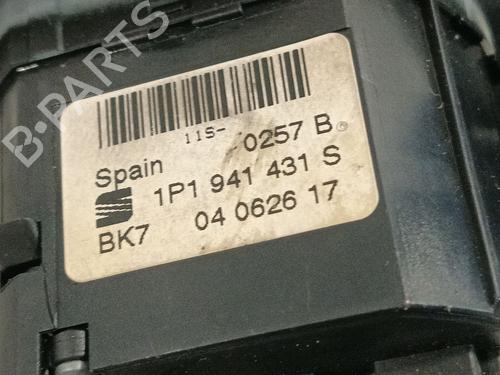 B-PARTS
11S-
0257 B
Spain
1P1 941 431 S
BK7
04 0626 17